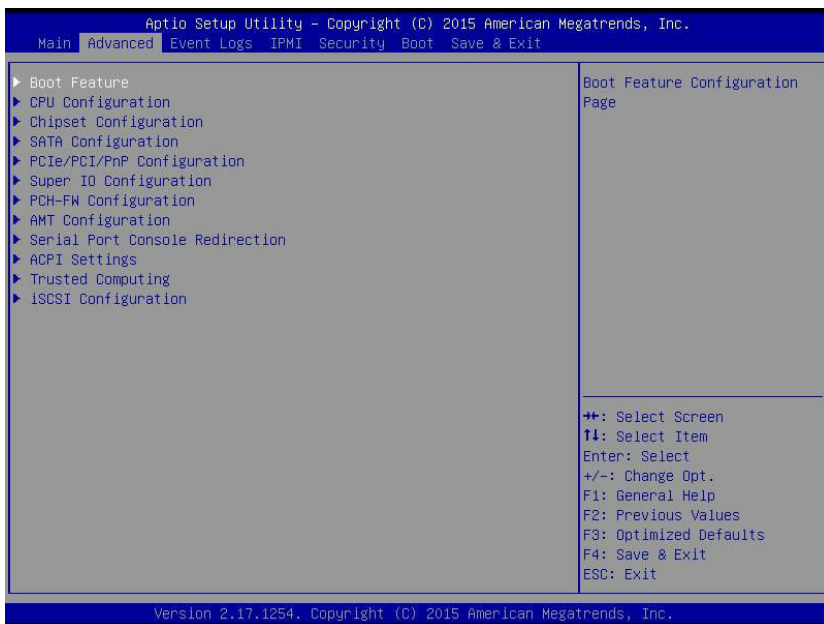 Aptio Setup Utility – Copyright (C) 2015 American Megatrends, Inc.
Main Advanced Event Logs IPMI Security Boot Save & Exit
Boot Feature
CPU Configuration
Chipset Configuration
SATA Configuration
PCIe/PCI/PnP Configuration
Super IO Configuration
PCH-FW Configuration
AMT Configuration
Serial Port Console Redirection
ACPI Settings
Trusted Computing
iSCSI Configuration
Boot Feature Configuration
Page
→←: Select Screen
↑↓: Select Item
Enter: Select
+/-: Change Opt.
F1: General Help
F2: Previous Values
F3: Optimized Defaults
F4: Save & Exit
ESC: Exit
Version 2.17.1254. Copyright (C) 2015 American Megatrends, Inc.